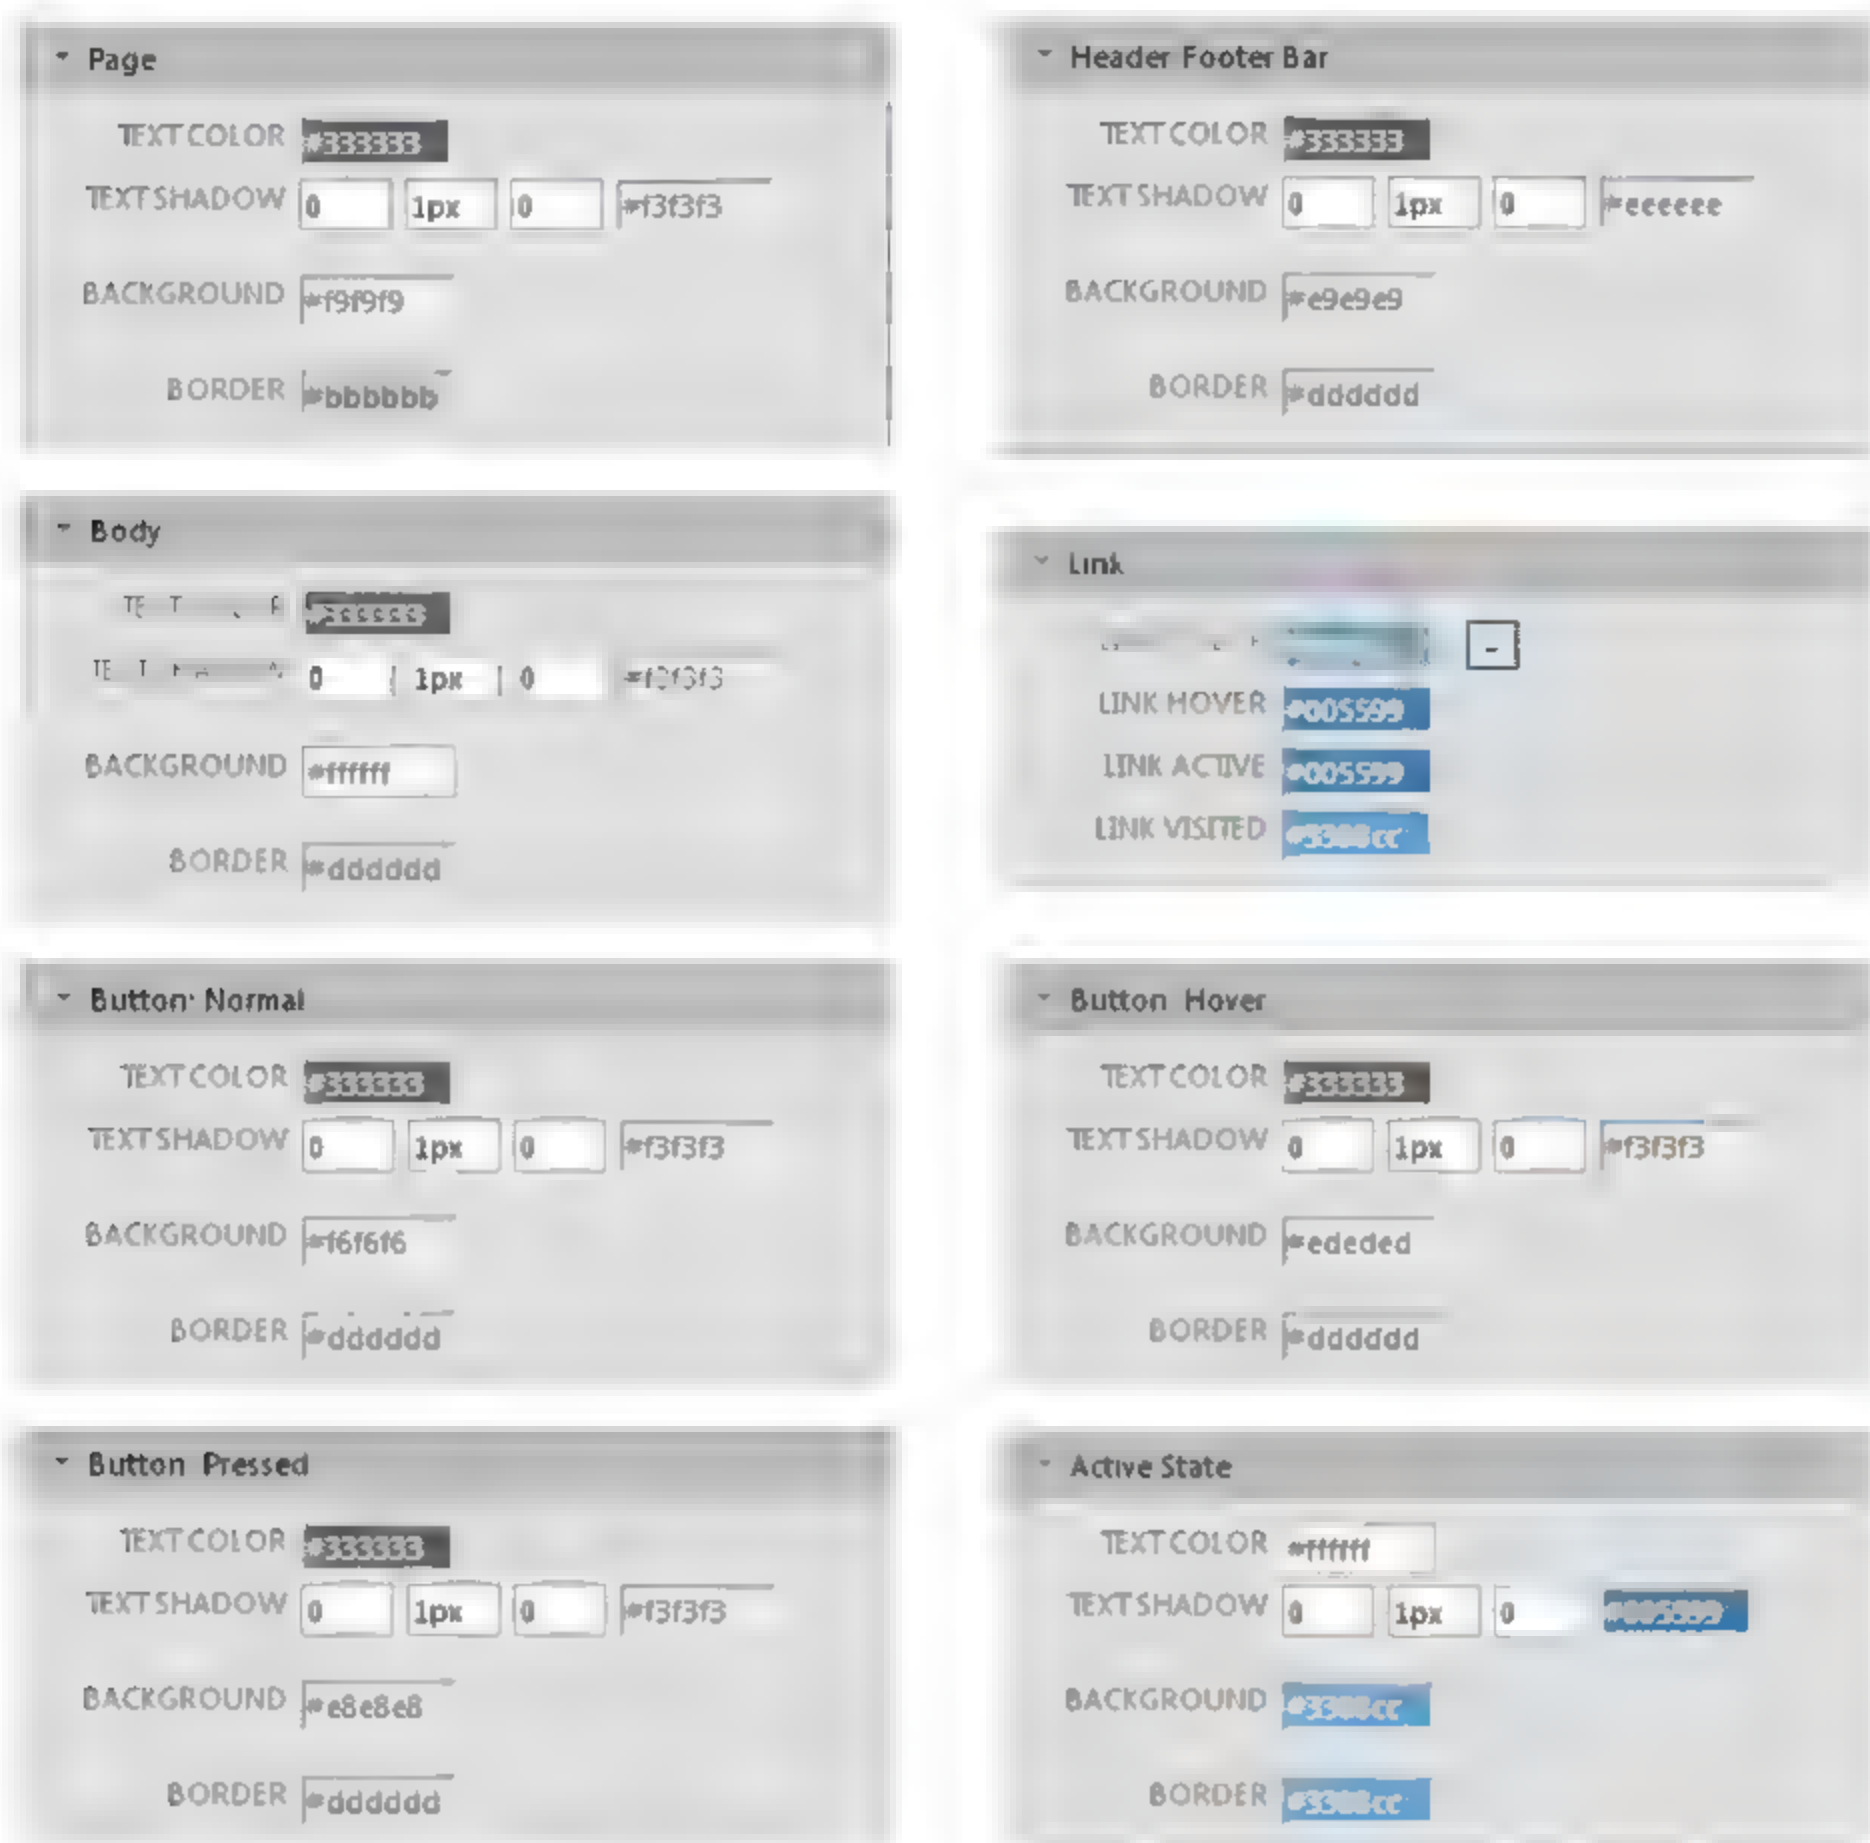 Page
TEXT COLOR #333333
TEXT SHADOW 0 1px 0 #f3f3f3
BACKGROUND #f9f9f9
BORDER #bbbbbb
Header Footer Bar
TEXT COLOR #333333
TEXT SHADOW 0 1px 0 #eeeeee
BACKGROUND #e9e9e9
BORDER #dddddd
Body
0 1px 0 #f3f3f3
BACKGROUND #ffffff
BORDER #dddddd
Link
-
LINK HOVER #005599
LINK ACTIVE #005599
LINK VISITED #3388cc
Button Normal
TEXT COLOR #333333
TEXT SHADOW 0 1px 0 #f3f3f3
BACKGROUND #f6f6f6
BORDER #dddddd
Button Hover
TEXT COLOR #333333
TEXT SHADOW 0 1px 0 #f3f3f3
BACKGROUND #ededed
BORDER #dddddd
Button Pressed
TEXT COLOR #333333
TEXT SHADOW 0 1px 0 #f3f3f3
BACKGROUND #e8e8e8
BORDER #dddddd
Active State
TEXT COLOR #ffffff
TEXT SHADOW 0 1px 0 #005599
BACKGROUND #3388cc
BORDER #3388cc